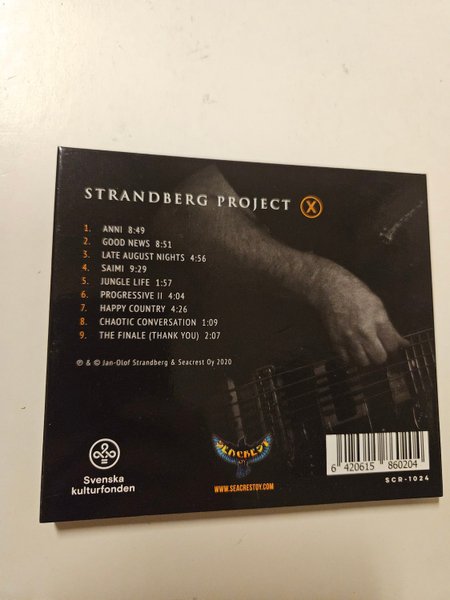 STRANDBERG PROJECT X
1. ANNI 8:49
2. GOOD NEWS 8:51
3. LATE AUGUST NIGHTS 4:56
4. SAIMI 9:29
5. JUNGLE LIFE 1:57
6. PROGRESSIVE II 4:04
7. HAPPY COUNTRY 4:26
8. CHAOTIC CONVERSATION 1:09
9. THE FINALE (THANK YOU) 2:07
℗ & © Jan-Olof Strandberg & Seacrest Oy 2020
Svenska
kulturfonden
SEACREST
WWW.SEACRESTOY.COM
6 420615 860204
SCR-1024